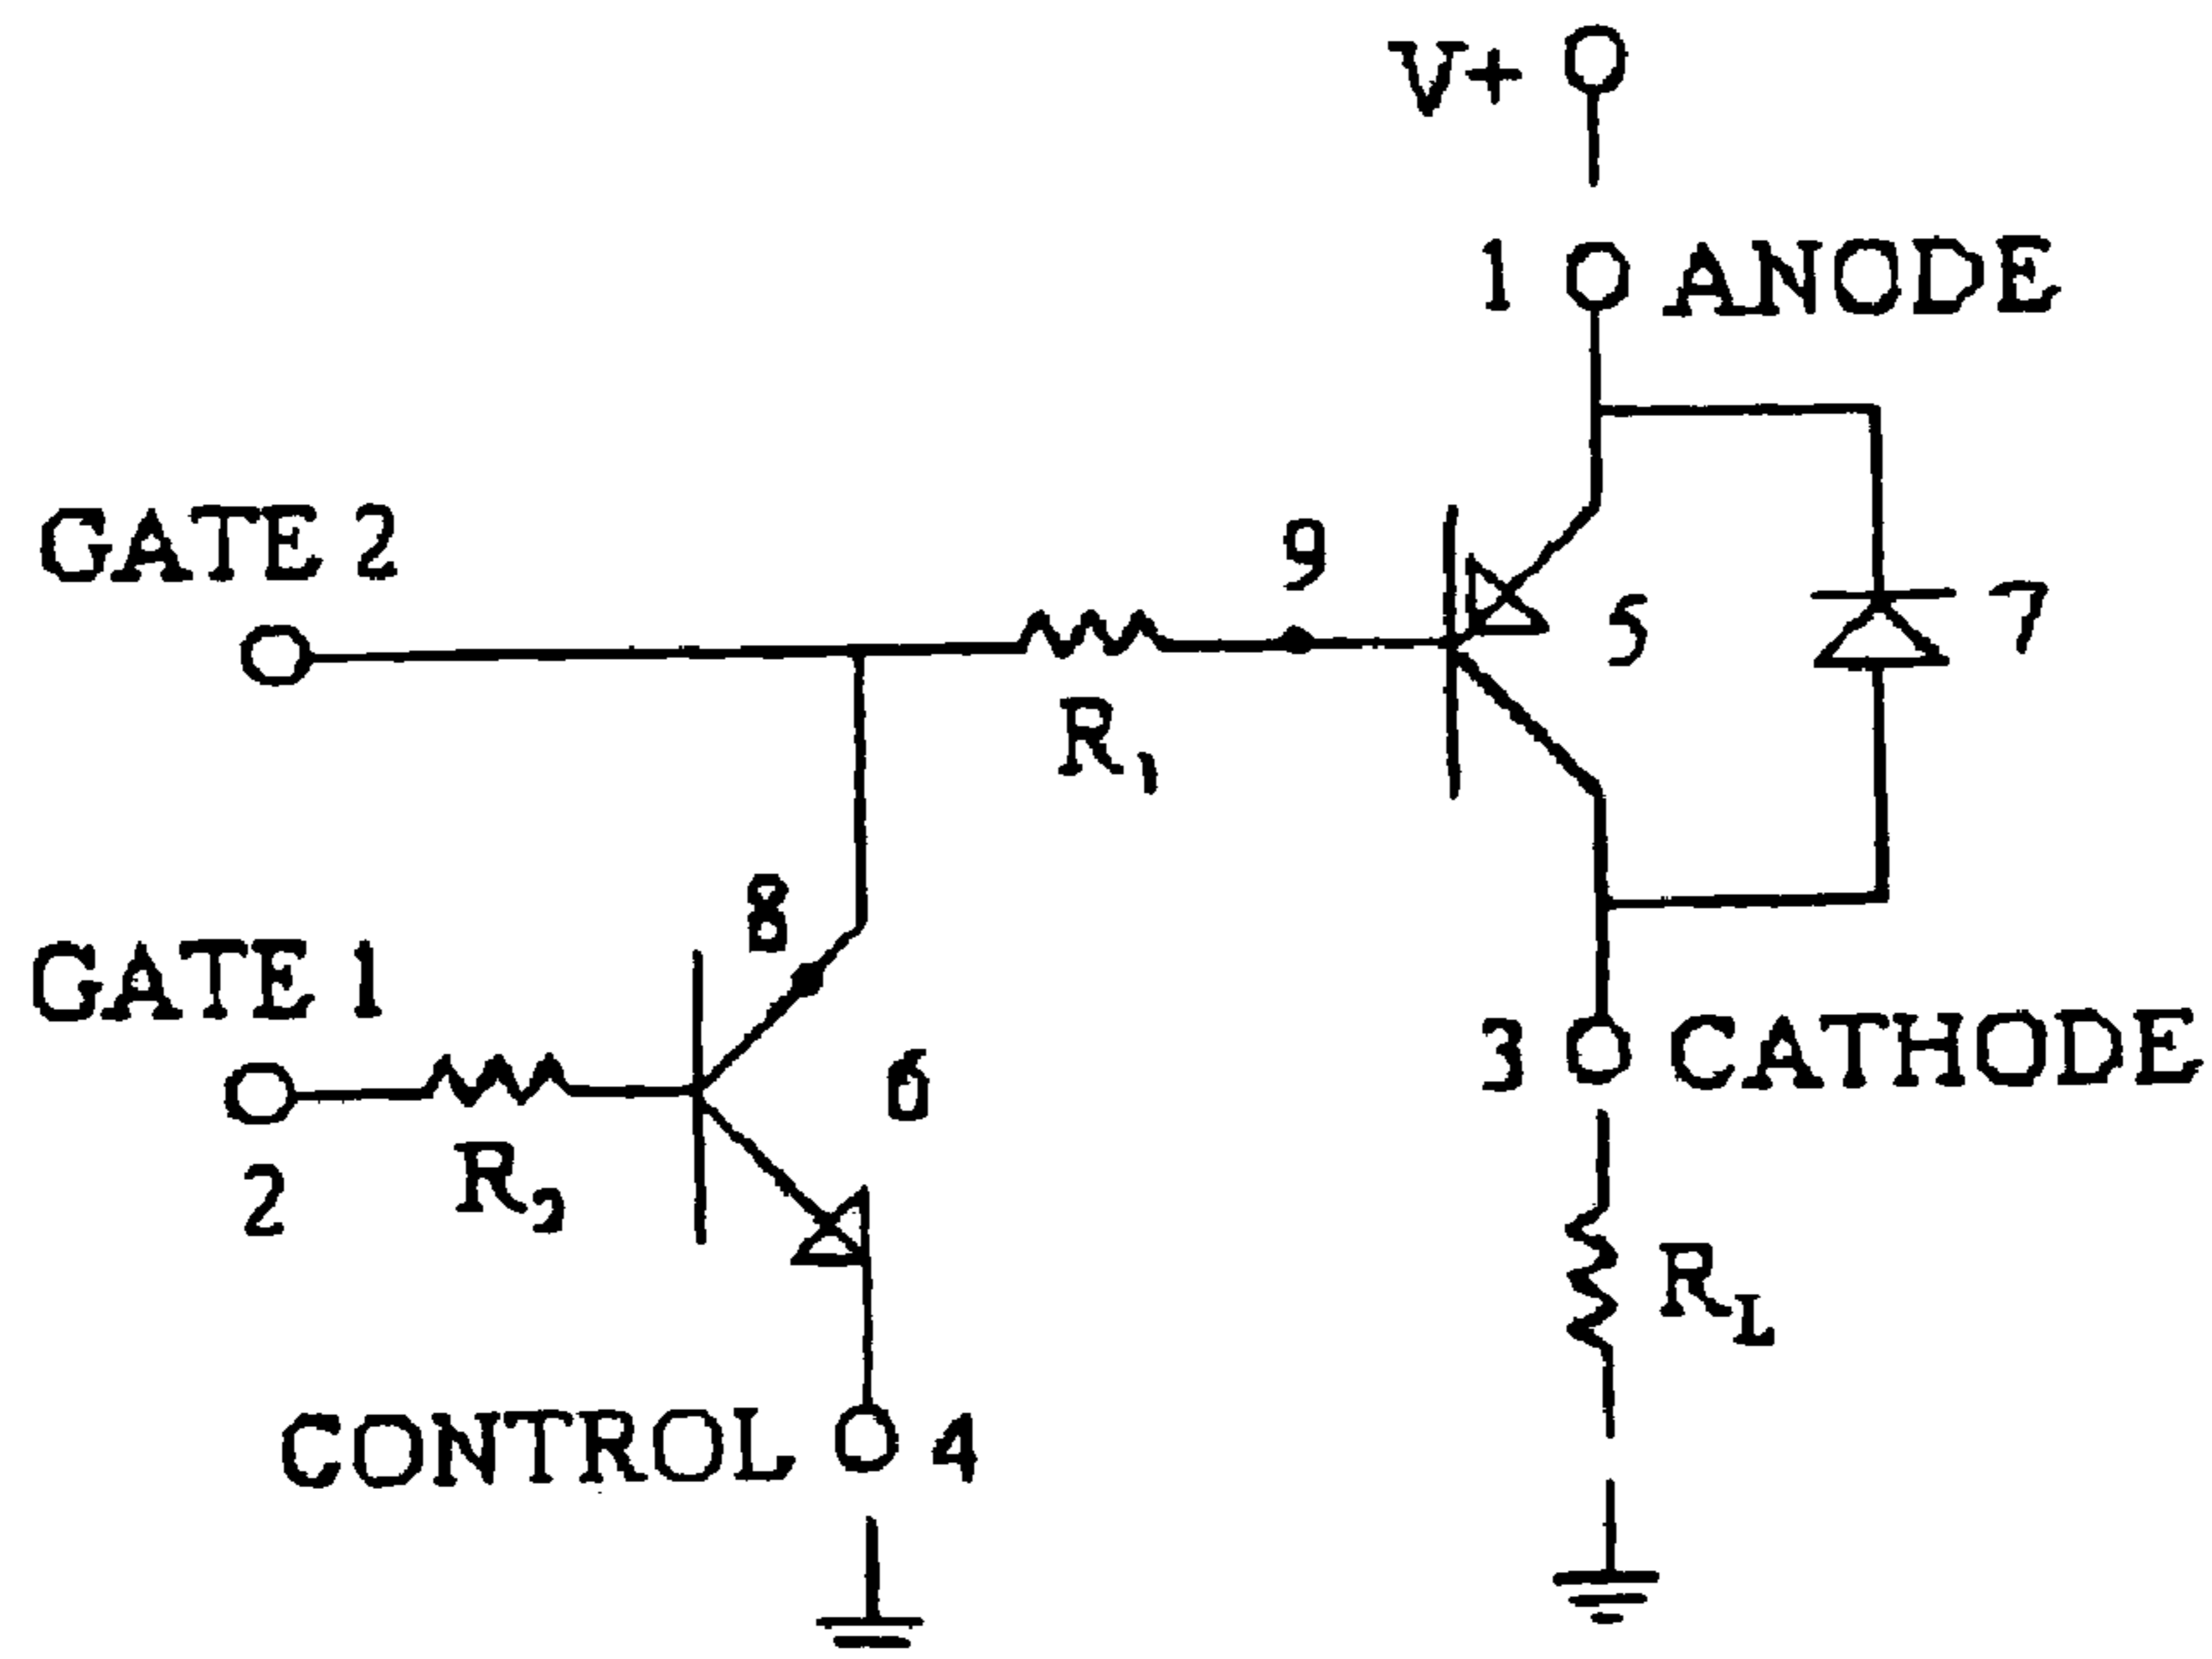 V+
1 ANODE
GATE 2
9
5
7
R1
8
GATE 1
6
3 CATHODE
R2
2
RL
CONTROL 4